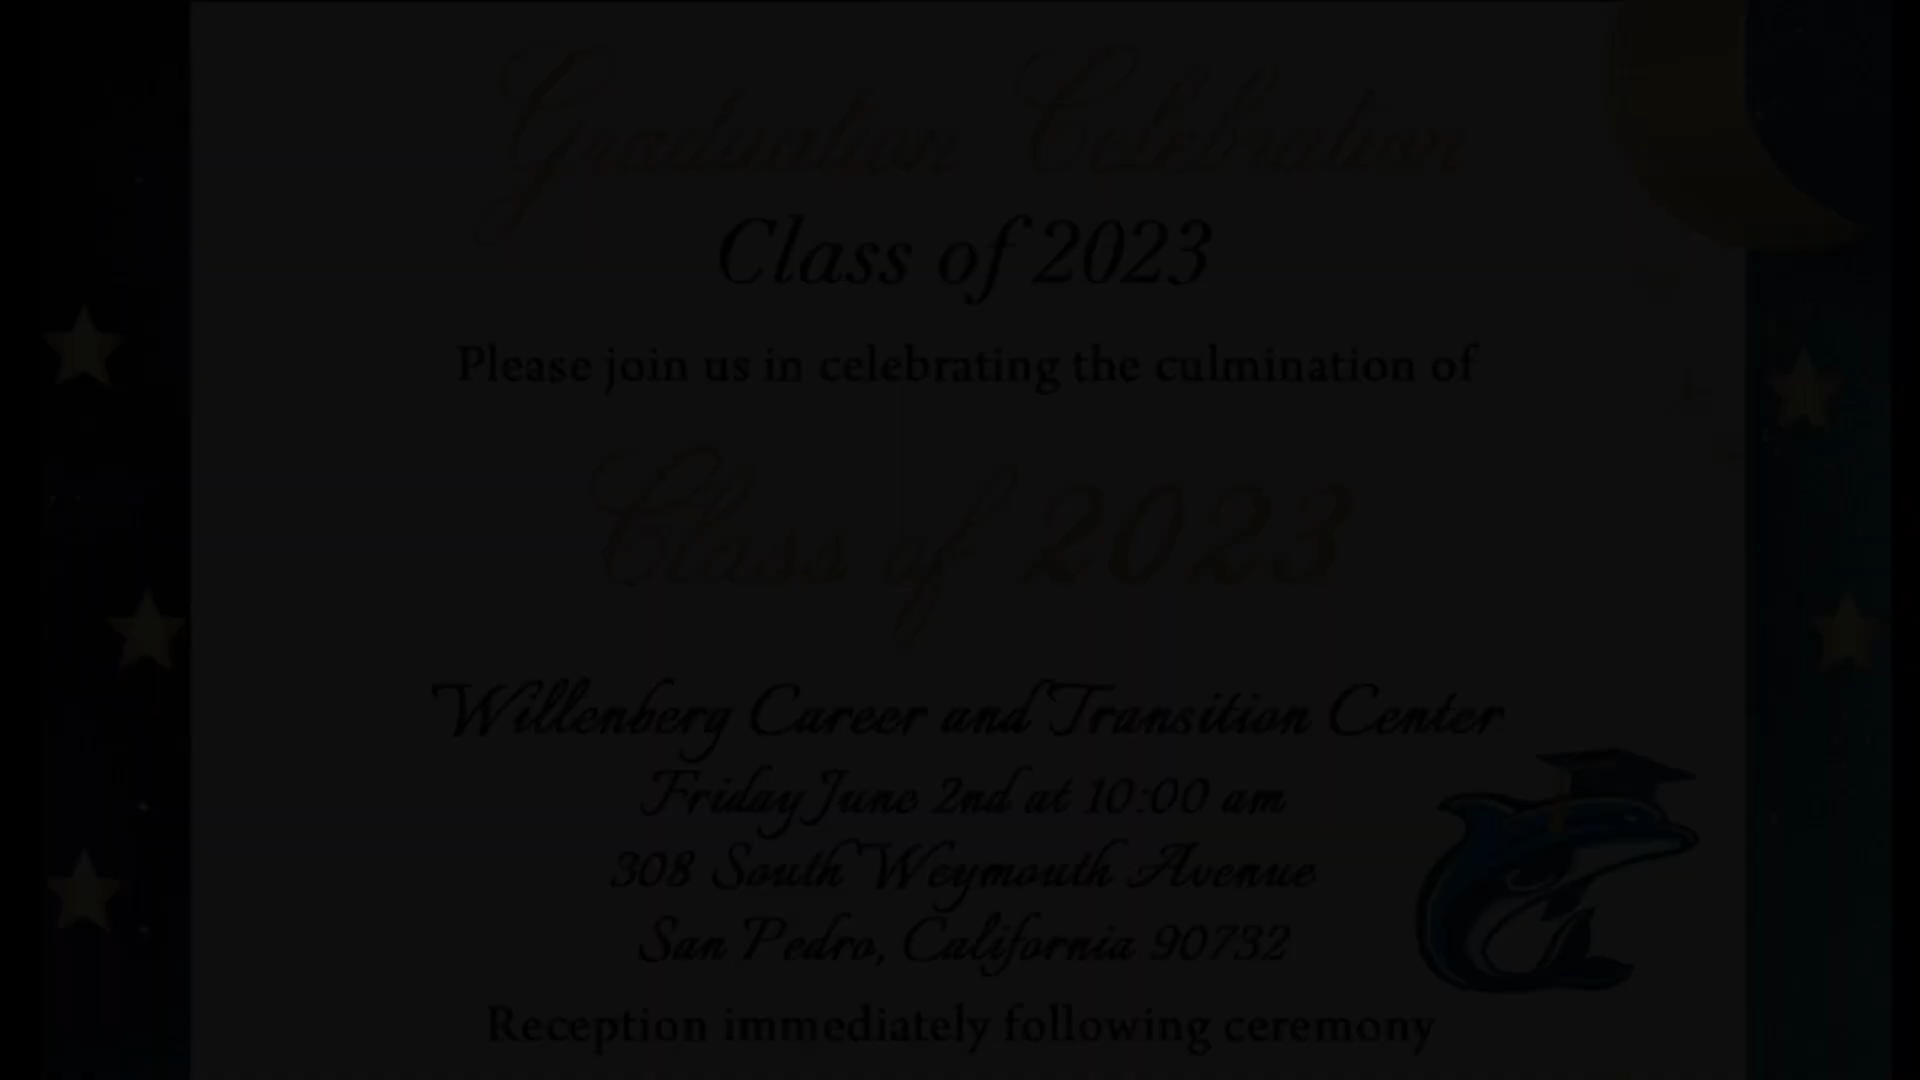 Graduation Celebration
Class of 2023
Please join us in celebrating the culmination of
Class of 2023
Willenberg Career and Transition Center
Friday June 2nd at 10:00 am
308 South Weymouth Avenue
San Pedro, California 90732
Reception immediately following ceremony